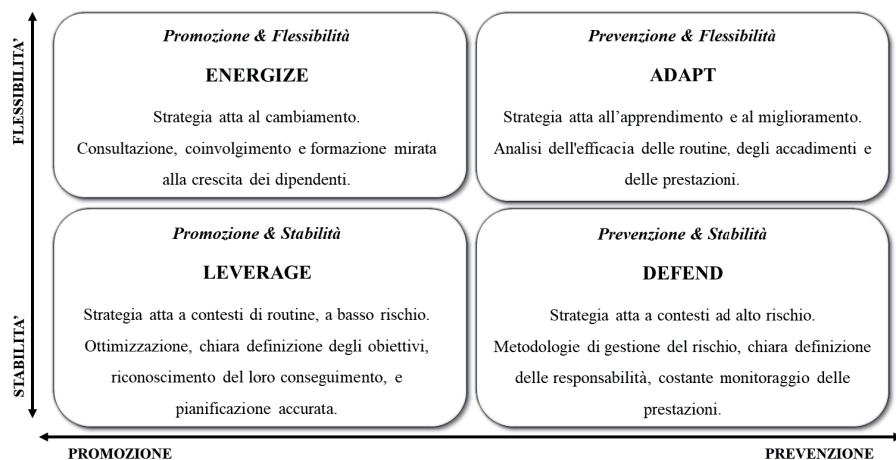 FLESSIBILITA’
Promozione & Flessibilità
ENERGIZE
Strategia atta al cambiamento.
Consultazione, coinvolgimento e formazione mirata
alla crescita dei dipendenti.
Prevenzione & Flessibilità
ADAPT
Strategia atta all’apprendimento e al miglioramento.
Analisi dell'efficacia delle routine, degli accadimenti e
delle prestazioni.
STABILITA’
Promozione & Stabilità
LEVERAGE
Strategia atta a contesti di routine, a basso rischio.
Ottimizzazione, chiara definizione degli obiettivi,
riconoscimento del loro conseguimento, e
pianificazione accurata.
Prevenzione & Stabilità
DEFEND
Strategia atta a contesti ad alto rischio.
Metodologie di gestione del rischio, chiara definizione
delle responsabilità, costante monitoraggio delle
prestazioni.
PROMOZIONE
PREVENZIONE